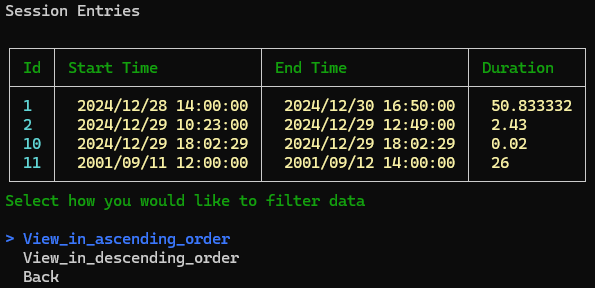 Session Entries
Id Start Time End Time Duration
1 2024/12/28 14:00:00 2024/12/30 16:50:00 50.833332
2 2024/12/29 10:23:00 2024/12/29 12:49:00 2.43
10 2024/12/29 18:02:29 2024/12/29 18:02:29 0.02
11 2001/09/11 12:00:00 2001/09/12 14:00:00 26
Select how you would like to filter data
> View_in_ascending_order
View_in_descending_order
Back